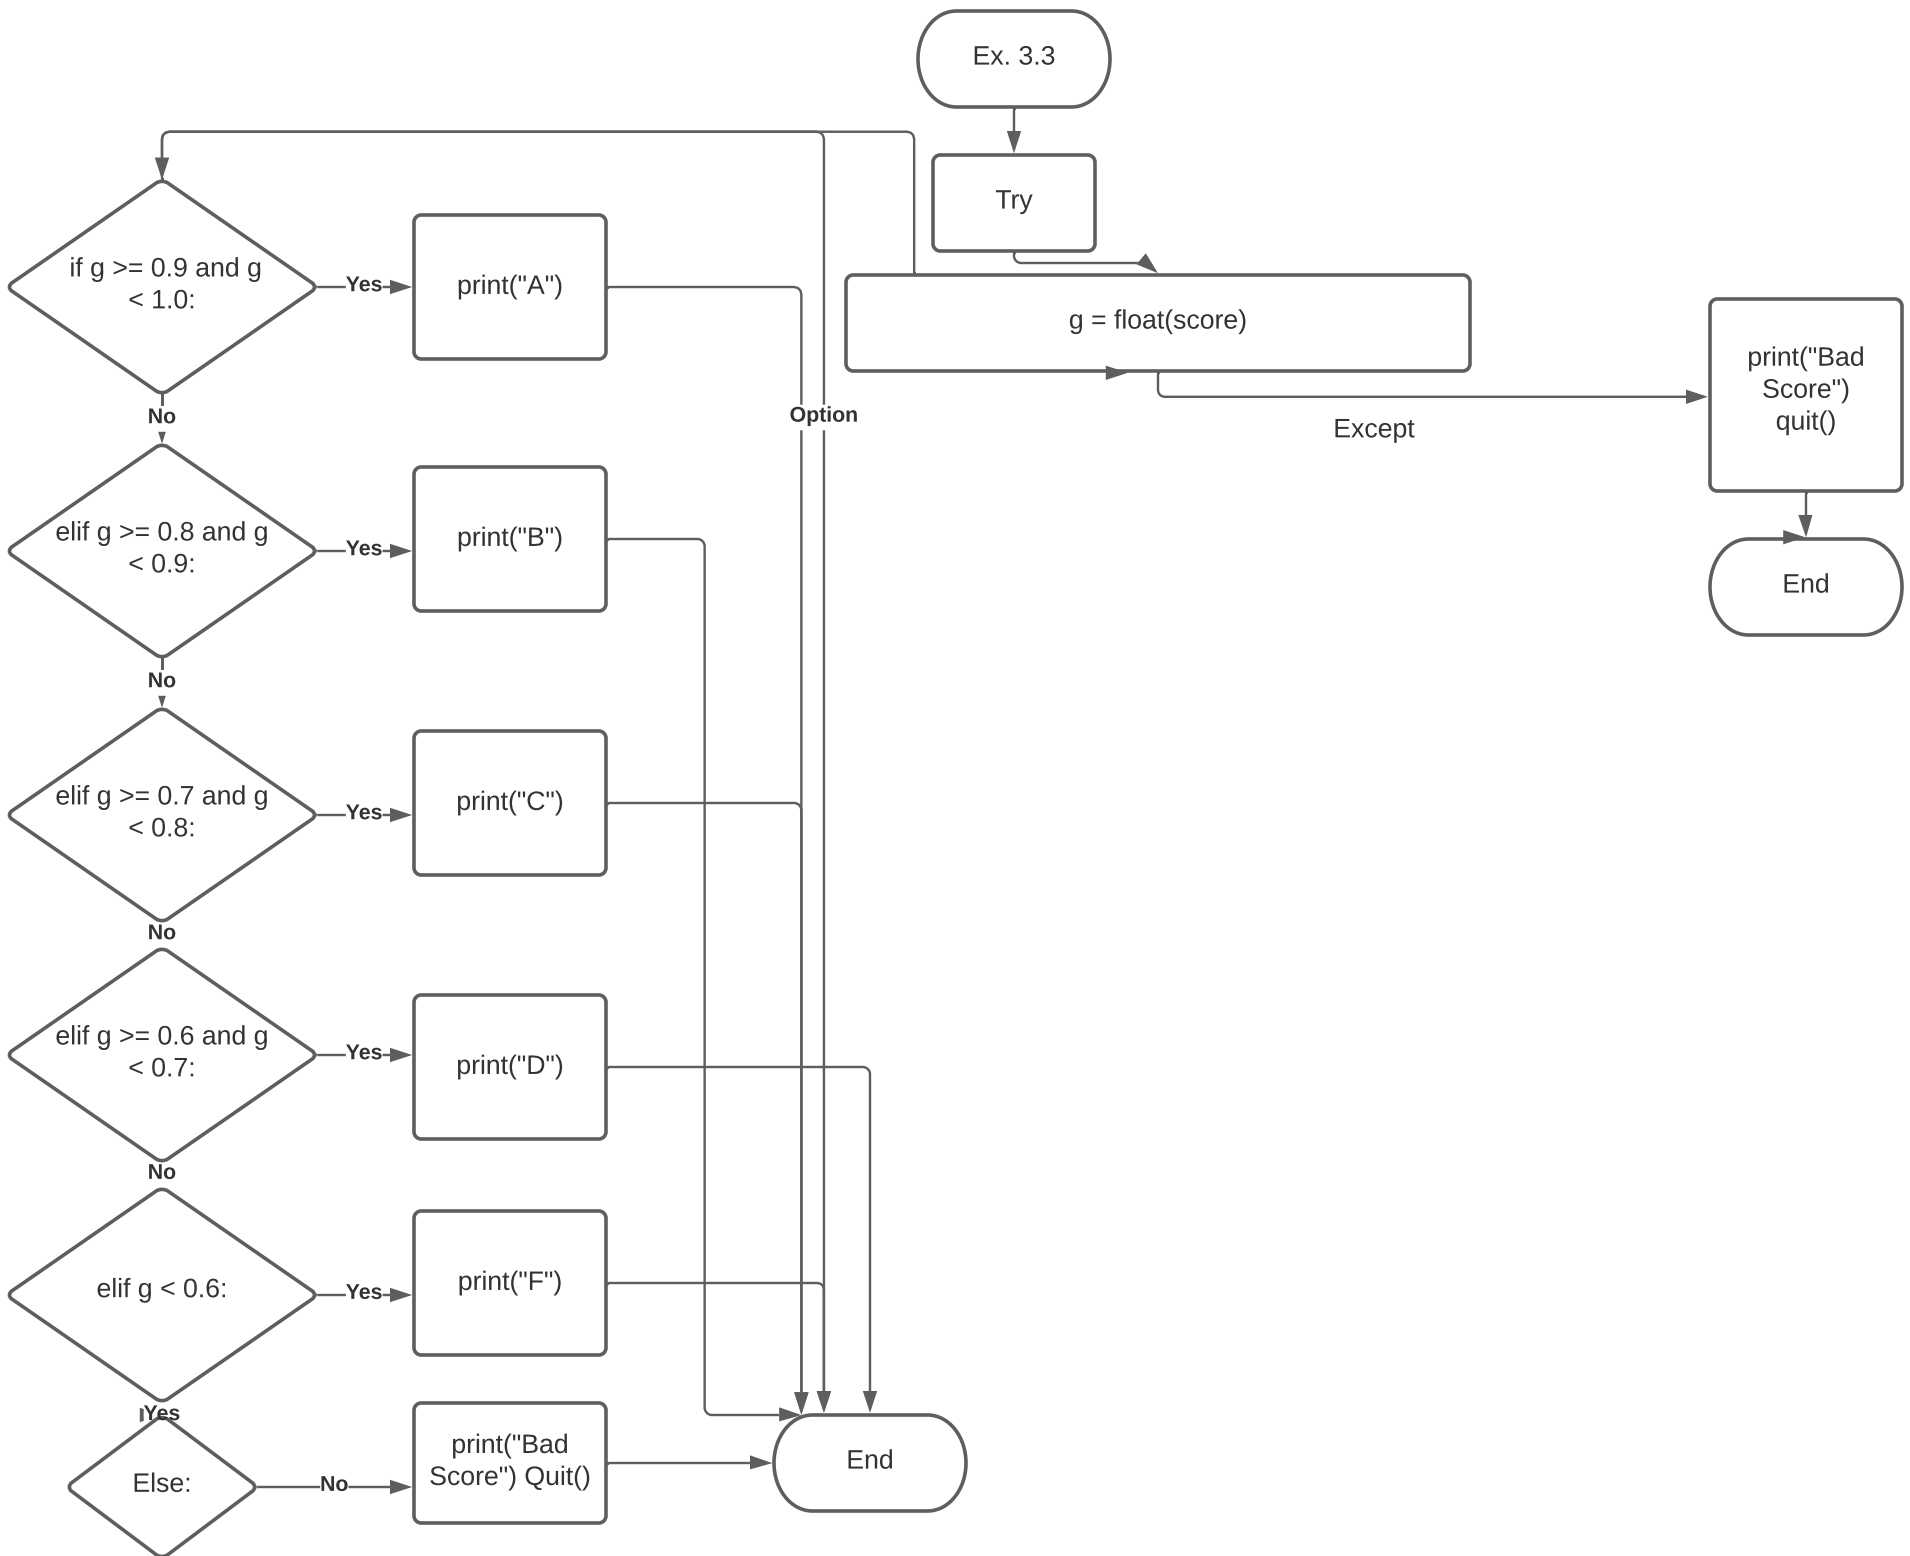 Ex. 3.3
Try
g = float(score)
Except
print("Bad
Score")
quit()
End
if g >= 0.9 and g
< 1.0:
Yes
print("A")
No
Option
elif g >= 0.8 and g
< 0.9:
Yes
print("B")
No
elif g >= 0.7 and g
< 0.8:
Yes
print("C")
No
elif g >= 0.6 and g
< 0.7:
Yes
print("D")
No
elif g < 0.6:
Yes
print("F")
Yes
Else:
No
print("Bad
Score") Quit()
End